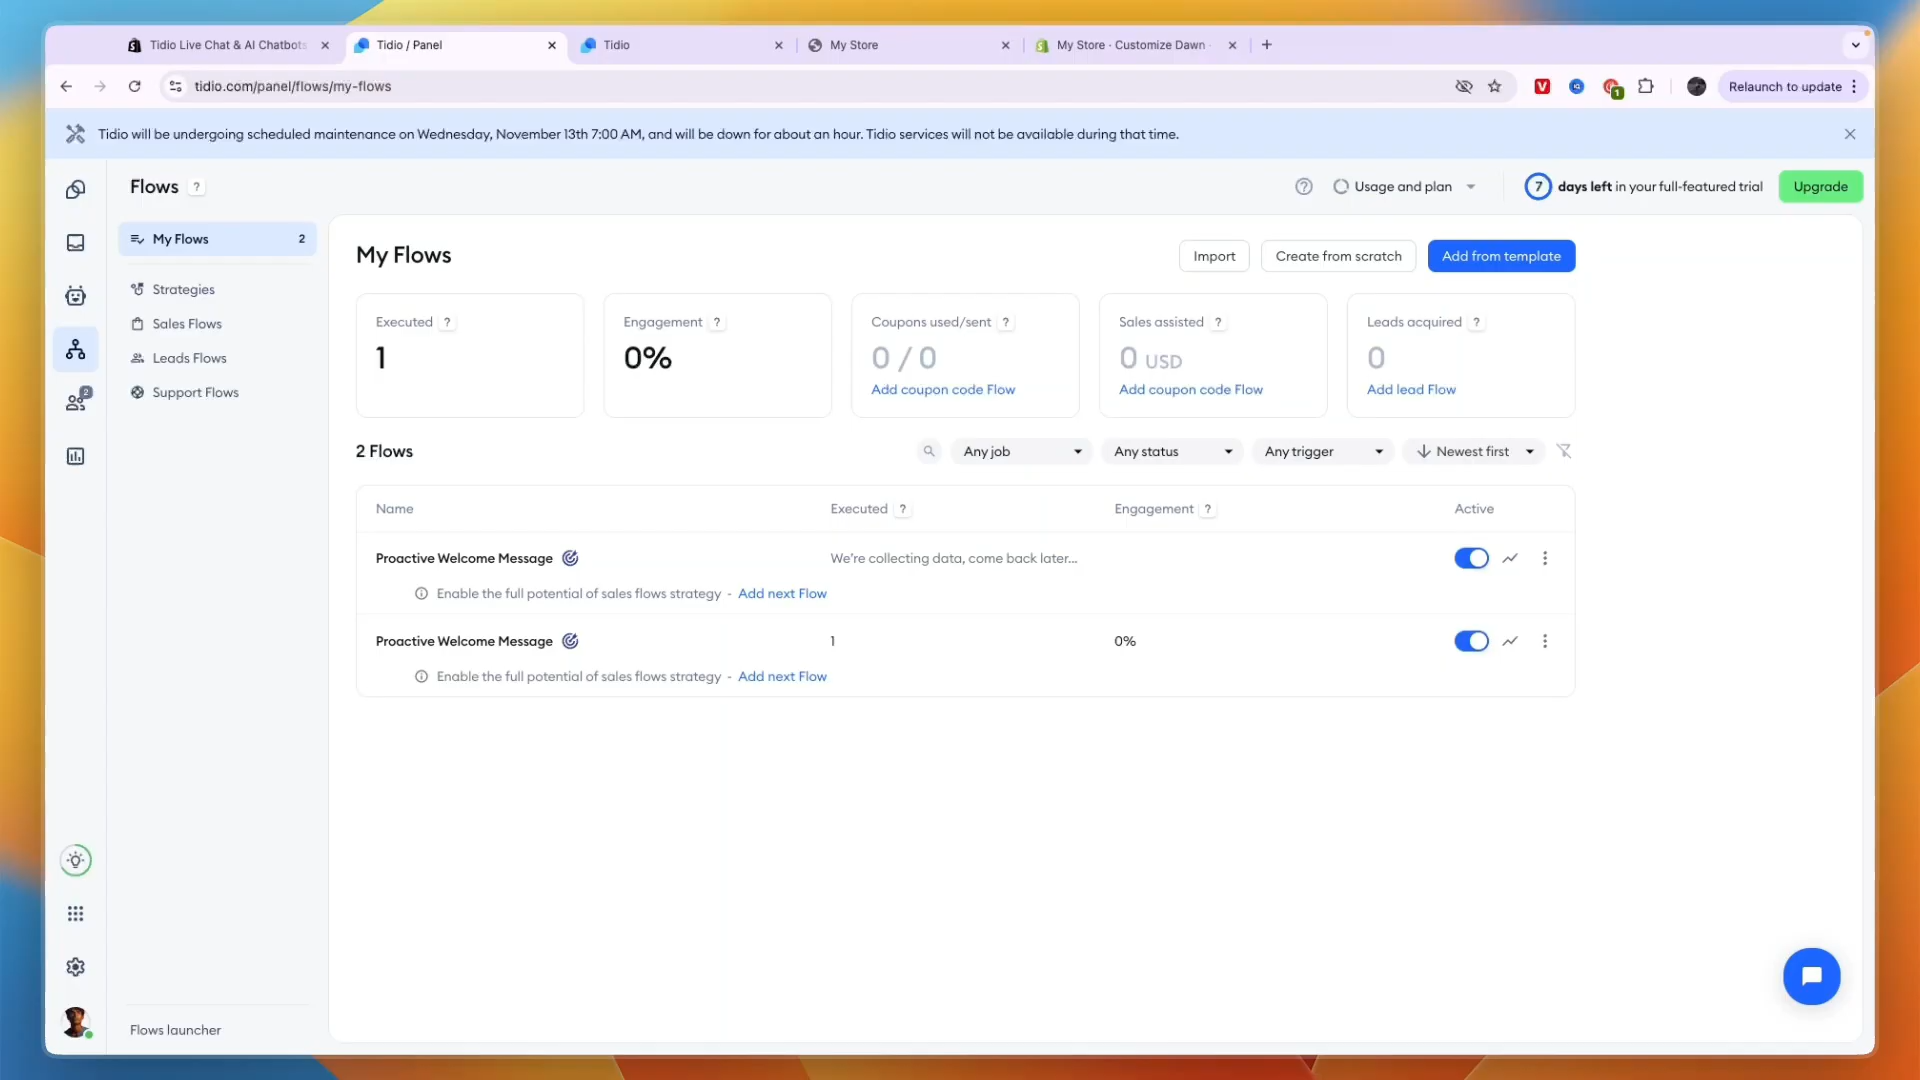 Tidio Live Chat & AI Chatbots
Tidio / Panel
Tidio
My Store
My Store · Customize Dawn
tidio.com/panel/flows/my-flows
1
Relaunch to update
Tidio will be undergoing scheduled maintenance on Wednesday, November 13th 7:00 AM, and will be down for about an hour. Tidio services will not be available during that time.
Flows ?
Usage and plan
7 days left in your full-featured trial
Upgrade
My Flows 2
Strategies
Sales Flows
Leads Flows
Support Flows
2
Flows launcher
My Flows
Import
Create from scratch
Add from template
Executed ?
1
Engagement ?
0%
Coupons used/sent ?
0 / 0
Add coupon code Flow
Sales assisted ?
0 USD
Add coupon code Flow
Leads acquired ?
0
Add lead Flow
2 Flows
Any job
Any status
Any trigger
Newest first
Name
Executed ?
Engagement ?
Active
Proactive Welcome Message
We're collecting data, come back later...
Enable the full potential of sales flows strategy - Add next Flow
Proactive Welcome Message
1
0%
Enable the full potential of sales flows strategy - Add next Flow